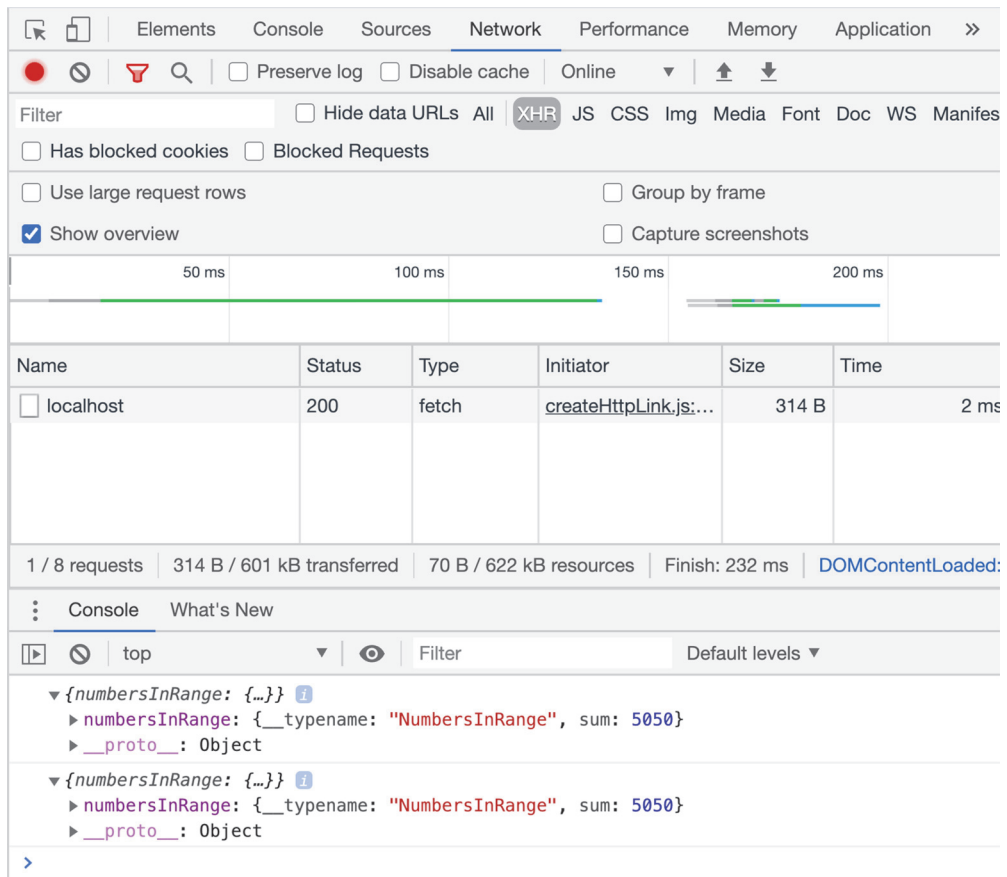 Elements Console Sources Network Performance Memory Application »
Preserve log Disable cache Online ▼
Filter Hide data URLs All XHR JS CSS Img Media Font Doc WS Manifes
Has blocked cookies Blocked Requests
Use large request rows Group by frame
Show overview Capture screenshots
50 ms 100 ms 150 ms 200 ms
Name Status Type Initiator Size Time
localhost 200 fetch createHttpLink.js:... 314 B 2 ms
1 / 8 requests 314 B / 601 kB transferred 70 B / 622 kB resources Finish: 232 ms DOMContentLoaded:
Console What's New
top ▼ Filter Default levels ▼
▼{numbersInRange: {…}} i
▶numbersInRange: {__typename: "NumbersInRange", sum: 5050}
▶__proto__: Object
▼{numbersInRange: {…}} i
▶numbersInRange: {__typename: "NumbersInRange", sum: 5050}
▶__proto__: Object
>